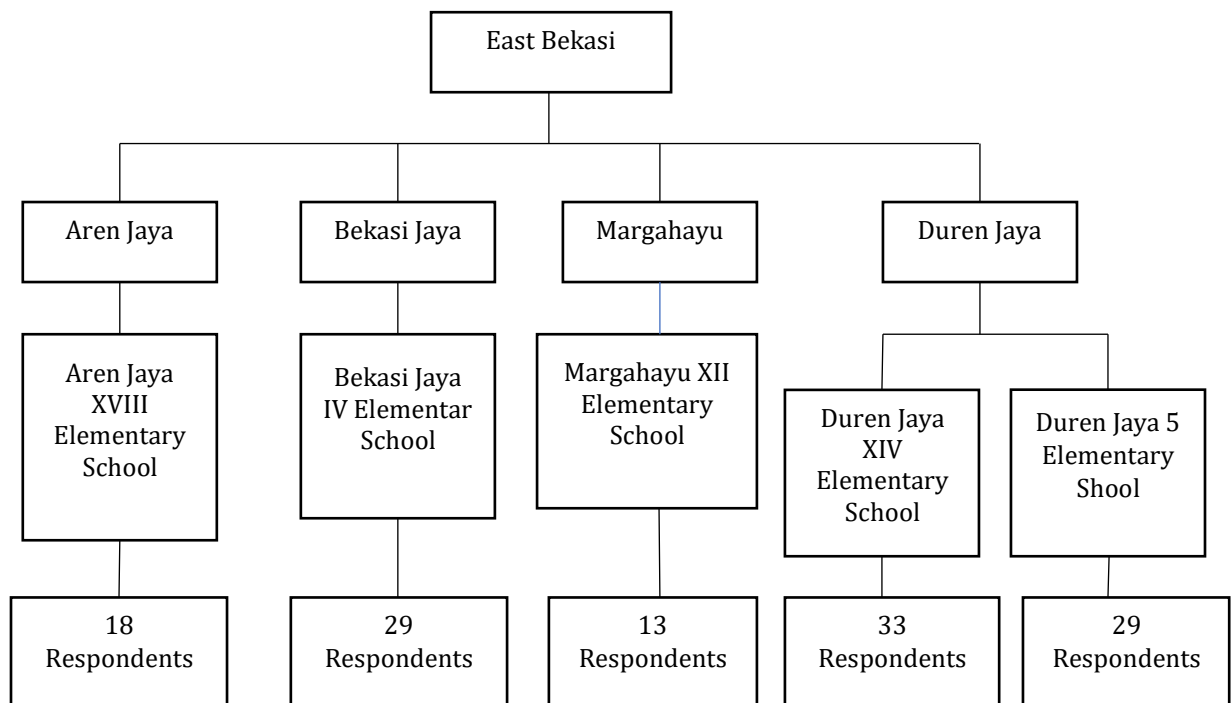 East Bekasi
Aren Jaya
Bekasi Jaya
Margahayu
Duren Jaya
Aren Jaya
XVIII
Elementary
School
Bekasi Jaya
IV Elementar
School
Margahayu XII
Elementary
School
Duren Jaya
XIV
Elementary
School
Duren Jaya 5
Elementary
Shool
18
Respondents
29
Respondents
13
Respondents
33
Respondents
29
Respondents